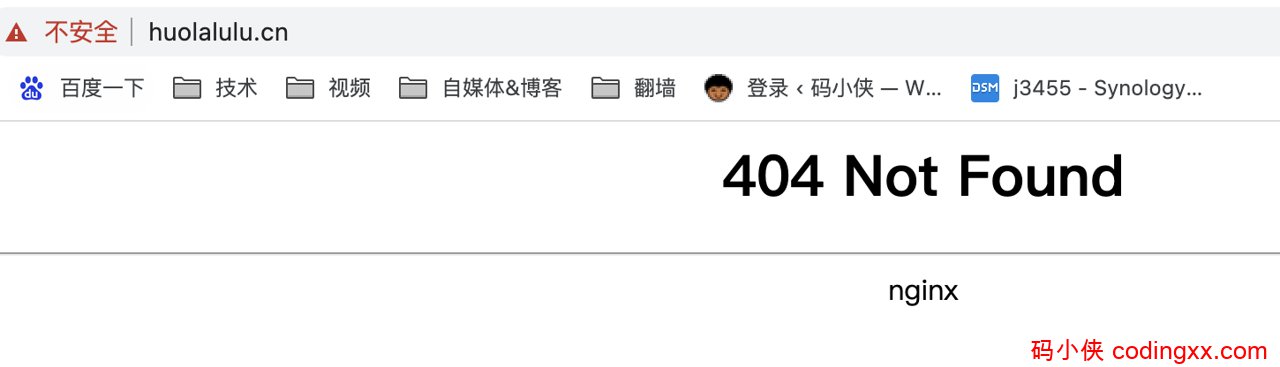 不安全 huolalulu.cn
du 百度一下 技术 视频 自媒体&博客 翻墙 登录 ‹ 码小侠 — W... DSM j3455 - Synology...
404 Not Found
nginx
码小侠 codingxx.com